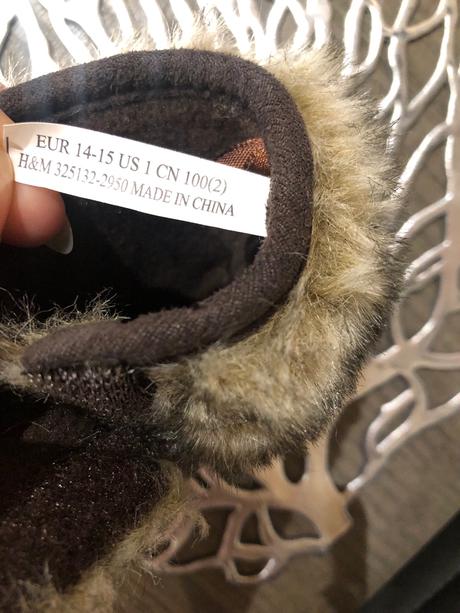 EUR 14-15 US 1 CN 100(2)
H&M 325132-2950 MADE IN CHINA